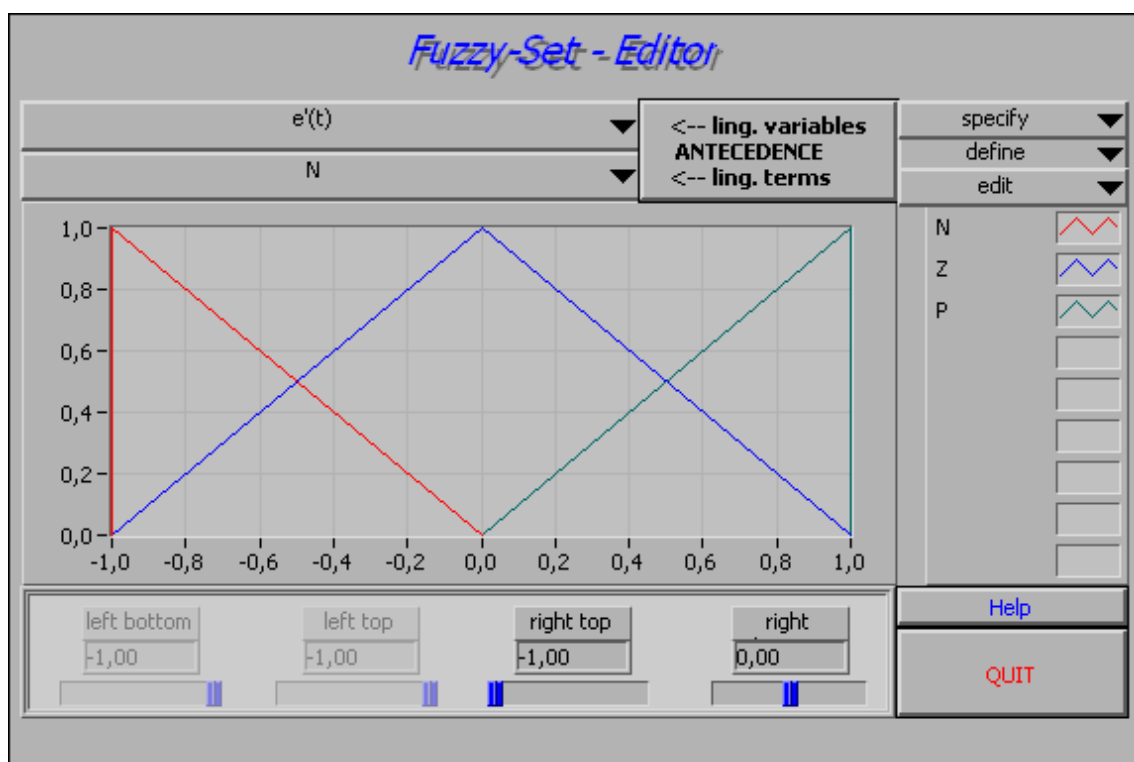 Fuzzy-Set - Editor
e'(t)
<-- ling. variables
ANTECEDENCE
<-- ling. terms
N
specify
define
edit
N
Z
P
1,0
0,8
0,6
0,4
0,2
0,0
-1,0 -0,8 -0,6 -0,4 -0,2 0,0 0,2 0,4 0,6 0,8 1,0
left bottom left top right top right
-1,00 -1,00 -1,00 0,00
Help
QUIT